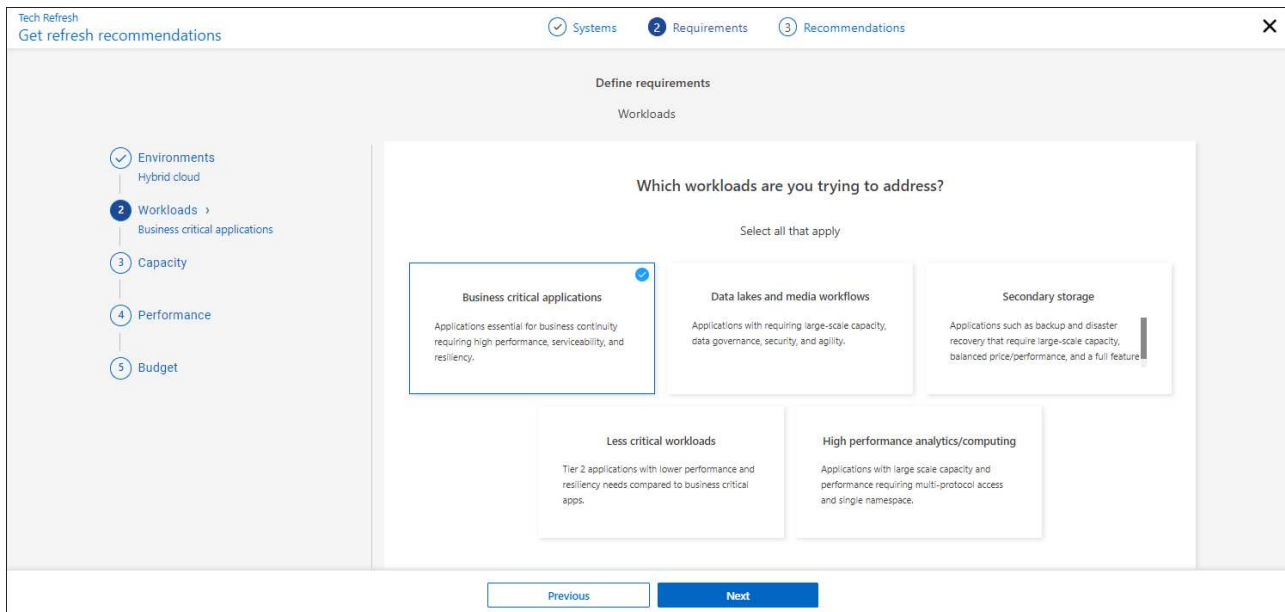 Tech Refresh
Get refresh recommendations
Systems
2 Requirements
3 Recommendations
Define requirements
Workloads
Environments
Hybrid cloud
2 Workloads ›
Business critical applications
3 Capacity
4 Performance
5 Budget
Which workloads are you trying to address?
Select all that apply
Business critical applications
Applications essential for business continuity
requiring high performance, serviceability, and
resiliency.
Data lakes and media workflows
Applications with requiring large-scale capacity,
data governance, security, and agility.
Secondary storage
Applications such as backup and disaster
recovery that require large-scale capacity,
balanced price/performance, and a full feature
Less critical workloads
Tier 2 applications with lower performance and
resiliency needs compared to business critical
apps.
High performance analytics/computing
Applications with large scale capacity and
performance requiring multi-protocol access
and single namespace.
Previous
Next